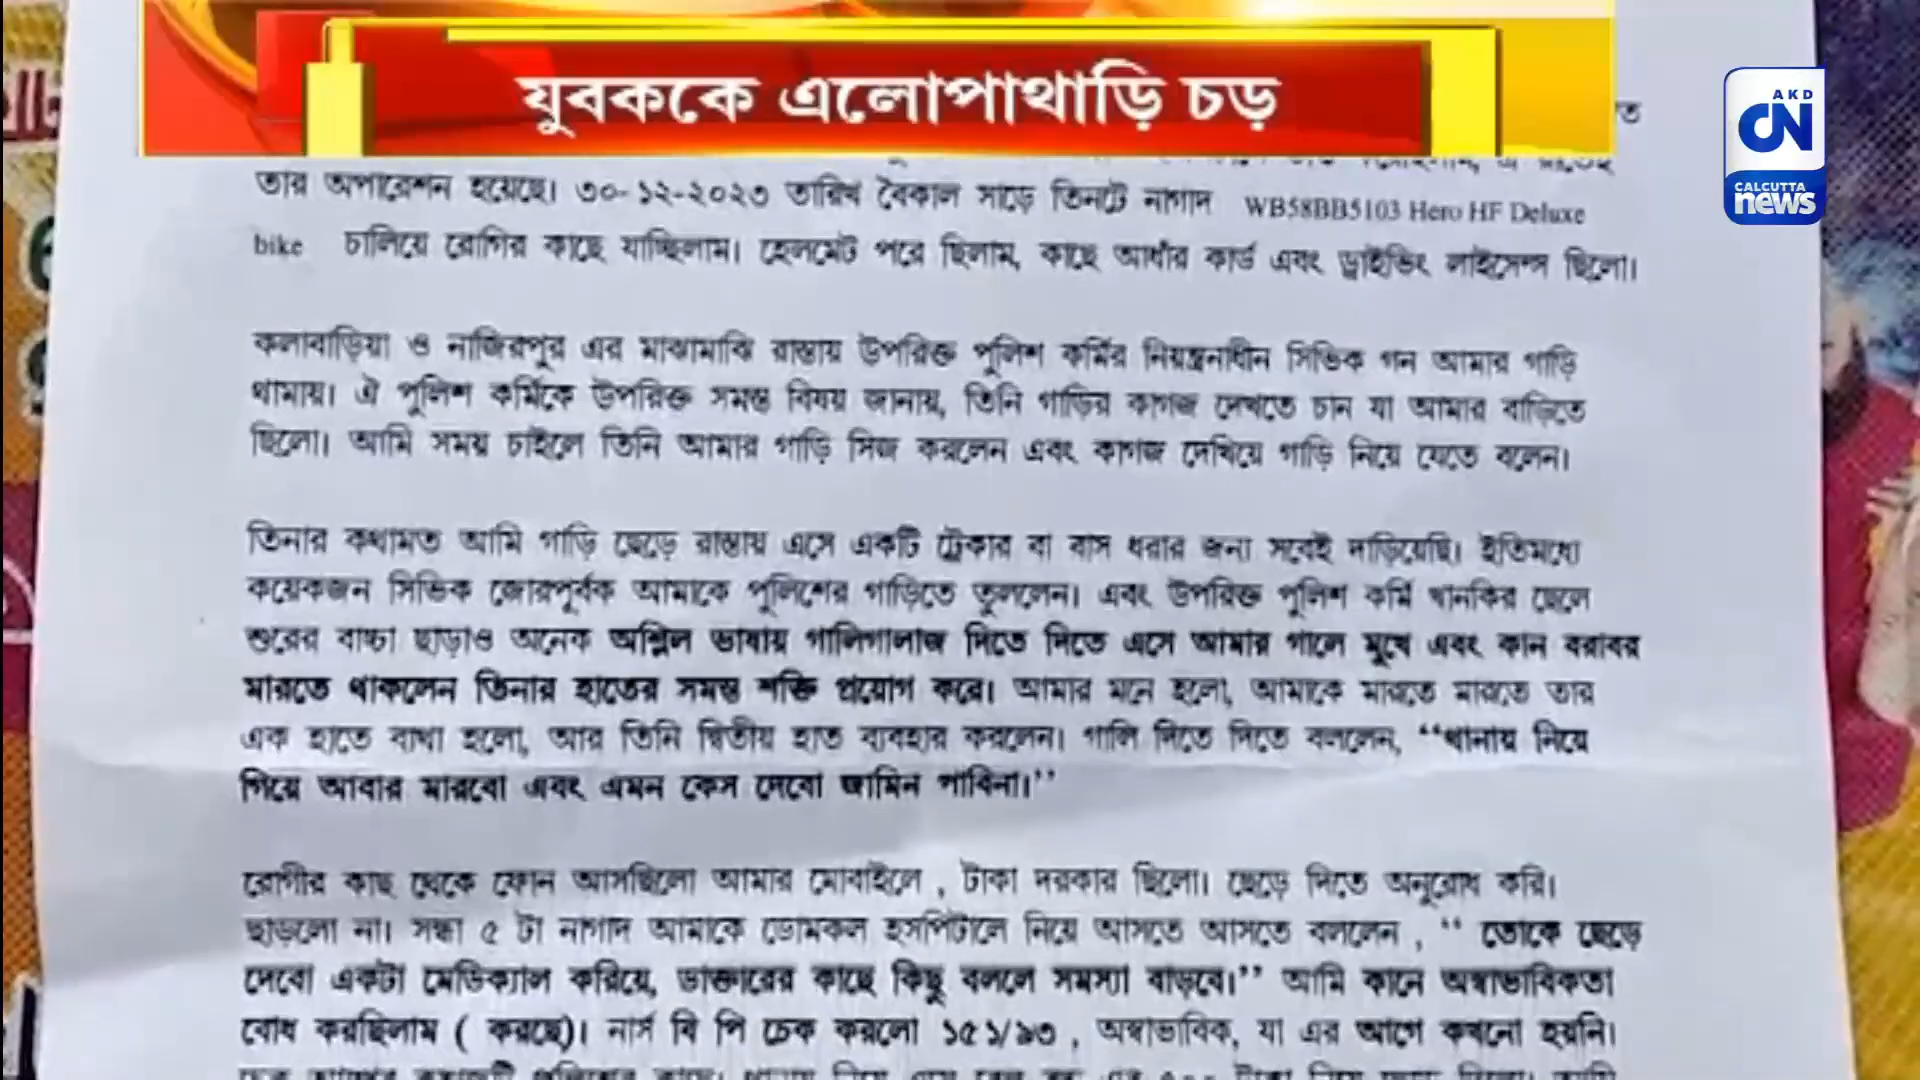 যুবককে এলোপাথাড়ি চড়
AKD
CN
CALCUTTA
news
তার অপারেশন হয়েছে। ৩০-১২-২০২৩ তারিখ বৈকাল সাড়ে তিনটে নাগাদ WB58BB5103 Hero HF Deluxe
bike চালিয়ে রোগির কাছে যাচ্ছিলাম। হেলমেট পরে ছিলাম, কাছে আধাঁর কার্ড এবং ড্রাইভিং লাইসেন্স ছিলো।
কলাবাড়িয়া ও নাজিরপুর এর মাঝামাঝি রাস্তায় উপরিক্ত পুলিশ কর্মির নিয়ন্ত্রনাধীন সিভিক গন আমার গাড়ি
থামায়। ঐ পুলিশ কর্মিকে উপরিক্ত সমস্ত বিষয় জানায়, তিনি গাড়ির কাগজ দেখতে চান যা আমার বাড়িতে
ছিলো। আমি সময় চাইলে তিনি আমার গাড়ি সিজ করলেন এবং কাগজ দেখিয়ে গাড়ি নিয়ে যেতে বলেন।
তিনার কথামত আমি গাড়ি ছেড়ে রাস্তায় এসে একটি ট্রেকার বা বাস ধরার জন্য সবেই দাড়িয়েছি। ইতিমধ্যে
কয়েকজন সিভিক জোরপূর্বক আমাকে পুলিশের গাড়িতে তুললেন। এবং উপরিক্ত পুলিশ কর্মি খানকির ছেলে
শুরের বাচ্চা ছাড়াও অনেক অশ্লিল ভাষায় গালিগালাজ দিতে দিতে এসে আমার গালে মুখে এবং কান বরাবর
মারতে থাকলেন তিনার হাতের সমস্ত শক্তি প্রয়োগ করে। আমার মনে হলো, আমাকে মারতে মারতে তার
এক হাতে ব্যথা হলো, আর তিনি দ্বিতীয় হাত ব্যবহার করলেন। গালি দিতে দিতে বললেন, ‘‘থানায় নিয়ে
গিয়ে আবার মারবো এবং এমন কেস দেবো জামিন পাবিনা।’’
রোগীর কাছ থেকে ফোন আসছিলো আমার মোবাইলে , টাকা দরকার ছিলো। ছেড়ে দিতে অনুরোধ করি।
ছাড়লো না। সন্ধা ৫ টা নাগাদ আমাকে ডোমকল হসপিটালে নিয়ে আসতে আসতে বললেন , ‘‘ তোকে ছেড়ে
দেবো একটা মেডিক্যাল করিয়ে, ডাক্তারের কাছে কিছু বললে সমস্যা বাড়বে।’’ আমি কানে অস্বাভাবিকতা
বোধ করছিলাম ( করছে)। নার্স বি পি চেক করলো ১৫১/৯৩ , অস্বাভাবিক, যা এর আগে কখনো হয়নি।